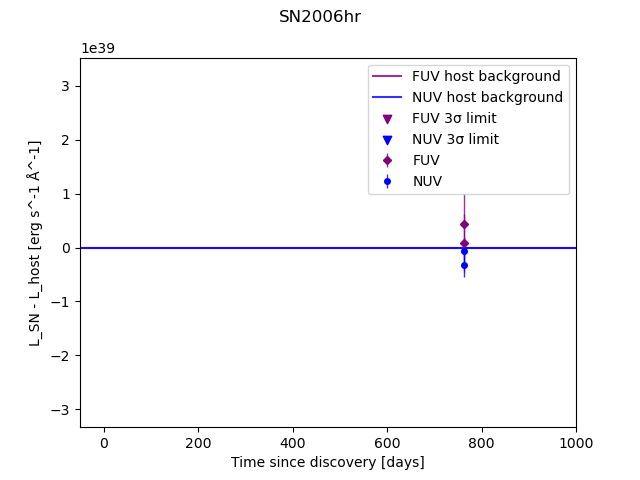 SN2006hr
1e39
FUV host background
NUV host background
FUV 3σ limit
NUV 3σ limit
FUV
NUV
L_SN - L_host [erg s^-1 Å^-1]
3
2
1
0
−1
−2
−3
0 200 400 600 800 1000
Time since discovery [days]